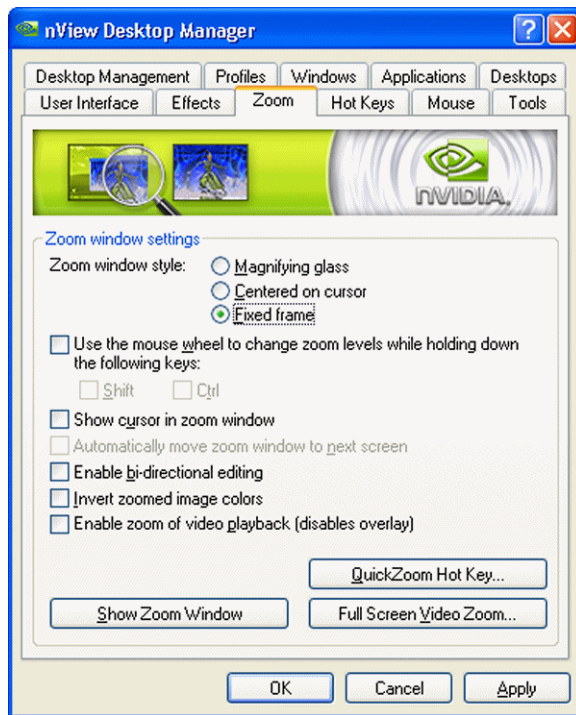 nView Desktop Manager
Desktop Management Profiles Windows Applications Desktops
User Interface Effects Zoom Hot Keys Mouse Tools
nVIDIA.
Zoom window settings
Zoom window style: Magnifying glass
Centered on cursor
Fixed frame
Use the mouse wheel to change zoom levels while holding down
the following keys:
Shift Ctrl
Show cursor in zoom window
Automatically move zoom window to next screen
Enable bi-directional editing
Invert zoomed image colors
Enable zoom of video playback (disables overlay)
QuickZoom Hot Key...
Show Zoom Window Full Screen Video Zoom...
OK Cancel Apply